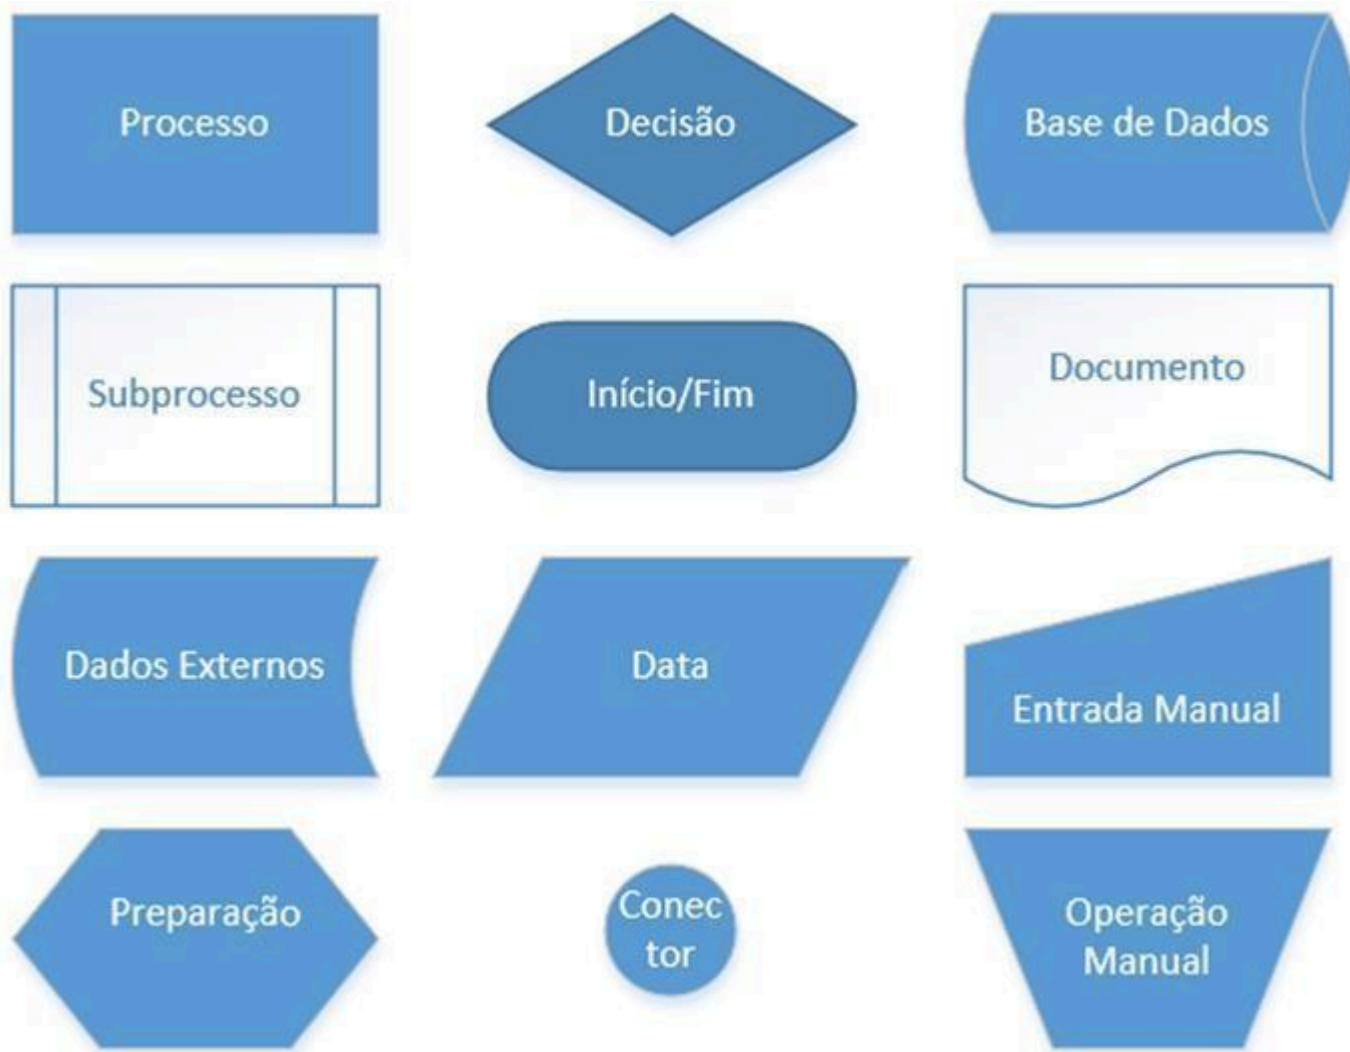 Processo
Decisão
Base de Dados
Subprocesso
Início/Fim
Documento
Dados Externos
Data
Entrada Manual
Preparação
Conec
tor
Operação
Manual